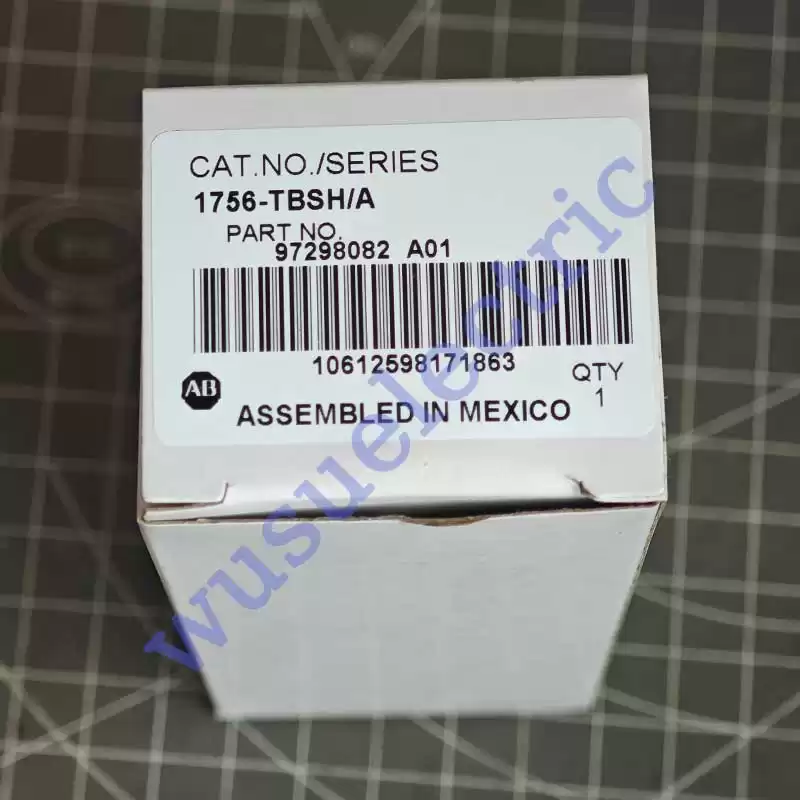 CAT.NO./SERIES
1756-TBSH/A
PART NO.
97298082 A01
10612598171863
QTY
1
AB
ASSEMBLED IN MEXICO
wusuelectric